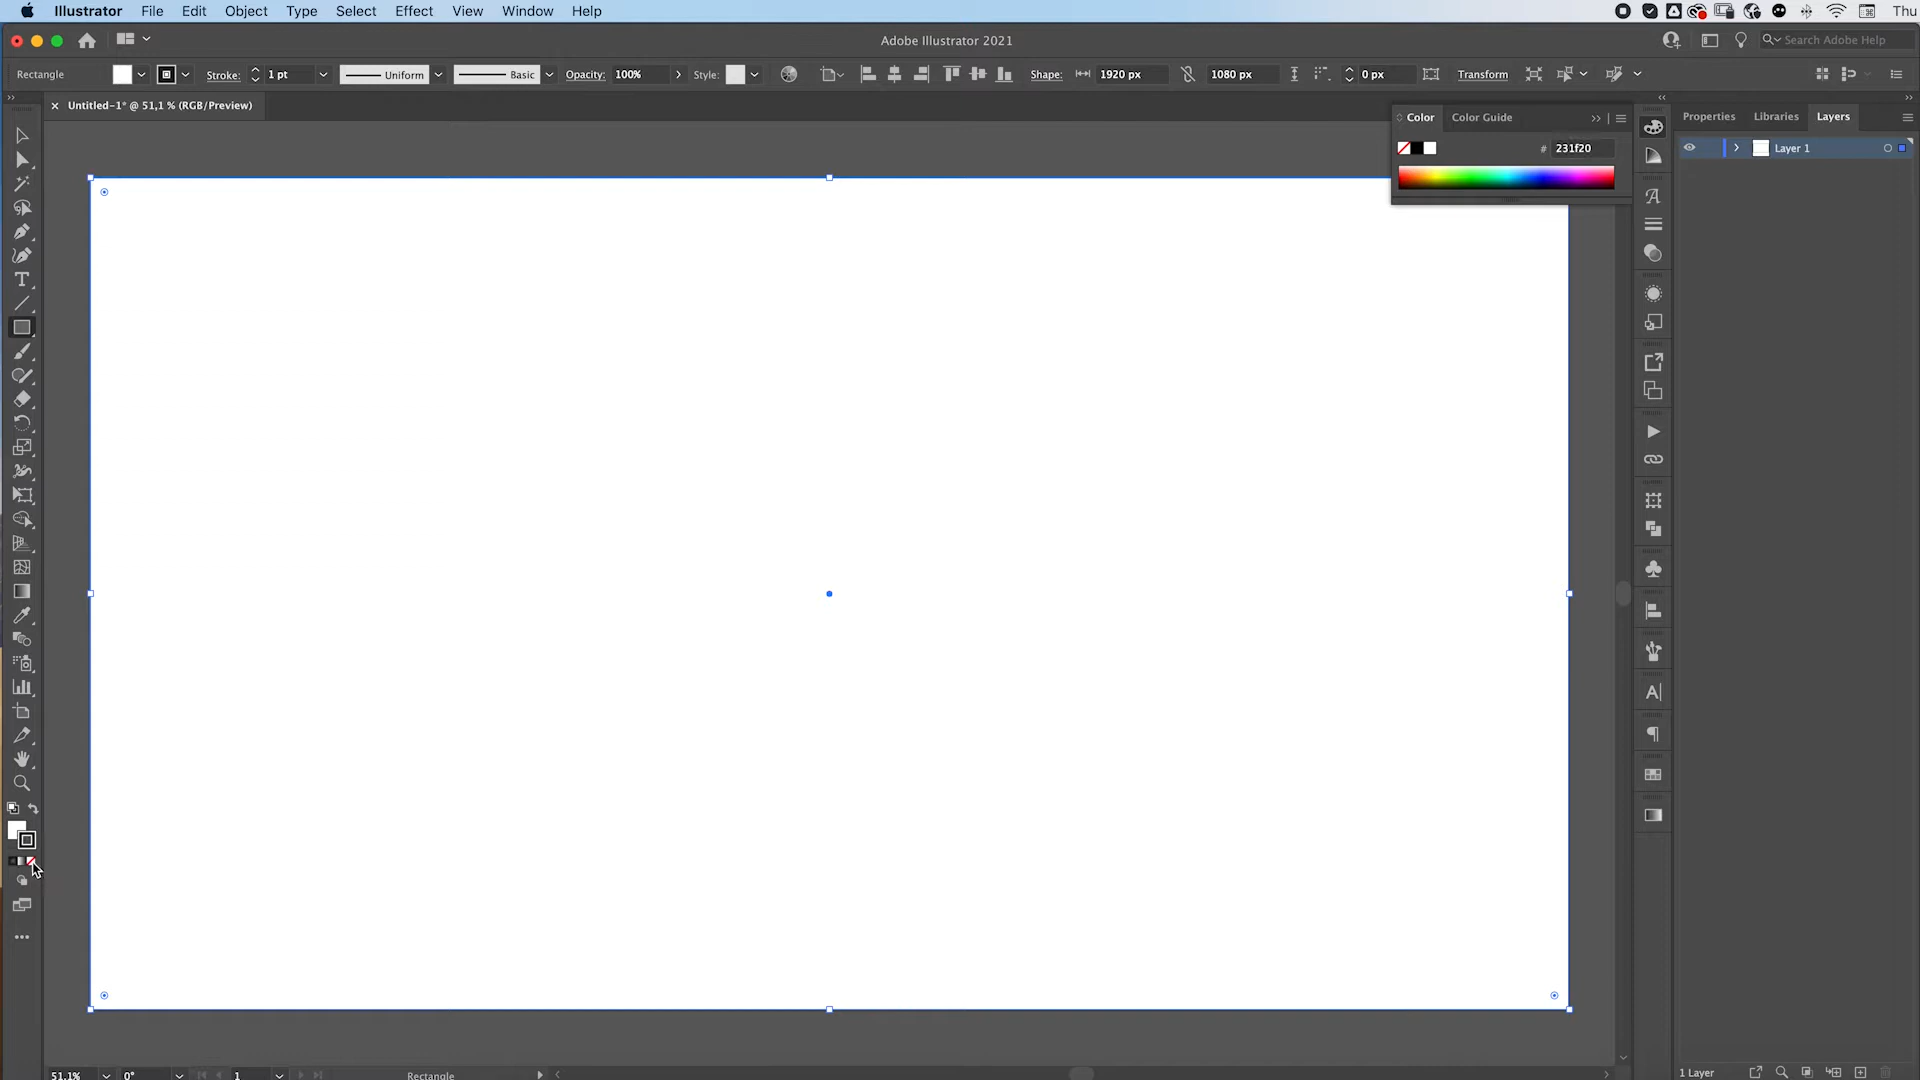 Illustrator File Edit Object Type Select Effect View Window Help Thu
Adobe Illustrator 2021 Search Adobe Help
Rectangle Stroke: 1 pt Uniform Basic Opacity: 100% Style: Shape: 1920 px 1080 px 0 px Transform
Untitled-1* @ 51,1 % (RGB/Preview)
Color Color Guide
# 231f20
Properties Libraries Layers
Layer 1
51,1% 0° 1 Rectangle
1 Layer